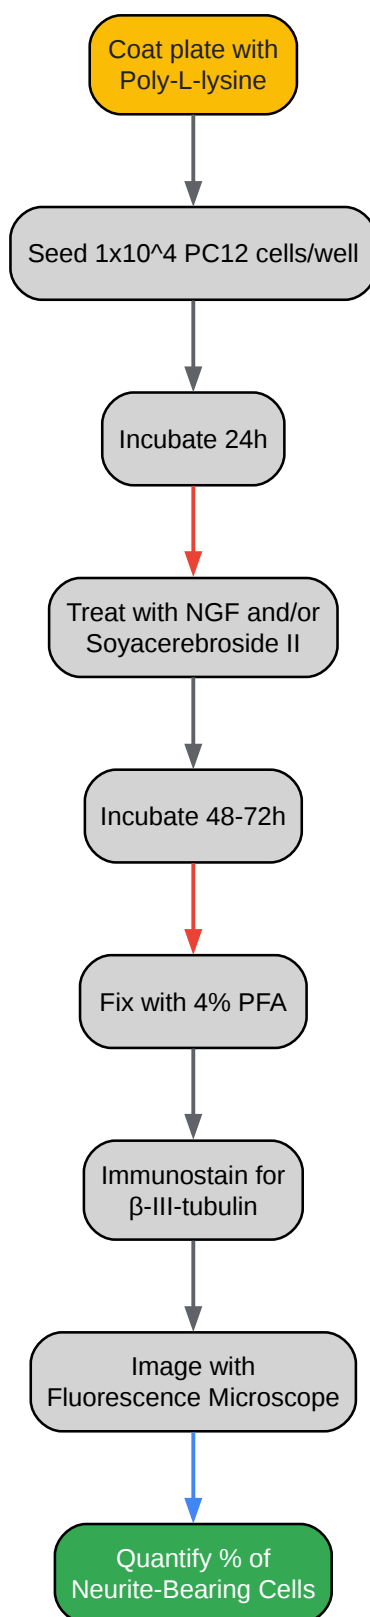 Coat plate with
Poly-L-lysine
Seed 1x10^4 PC12 cells/well
Incubate 24h
Treat with NGF and/or
Soyacerebroside II
Incubate 48-72h
Fix with 4% PFA
Immunostain for
β-III-tubulin
Image with
Fluorescence Microscope
Quantify % of
Neurite-Bearing Cells